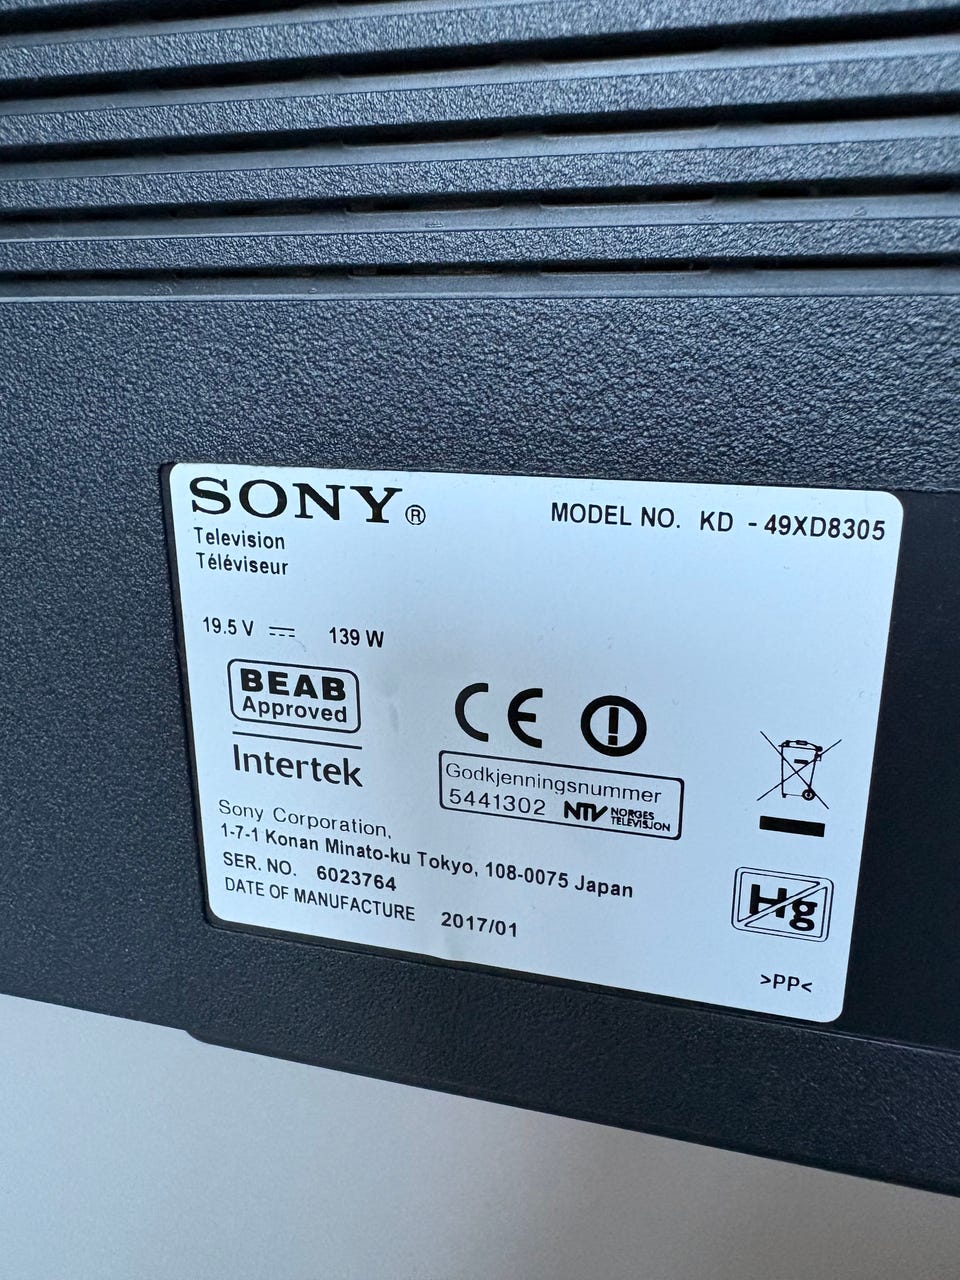 SONY®
MODEL NO. KD - 49XD8305
Television
Téléviseur
19.5 V 139 W
BEAB
Approved
Intertek
CE
Godkjenningsnummer
5441302 NTV NORGES
TELEVISJON
Sony Corporation,
1-7-1 Konan Minato-ku Tokyo, 108-0075 Japan
SER. NO. 6023764
DATE OF MANUFACTURE 2017/01
Hg
>PP<